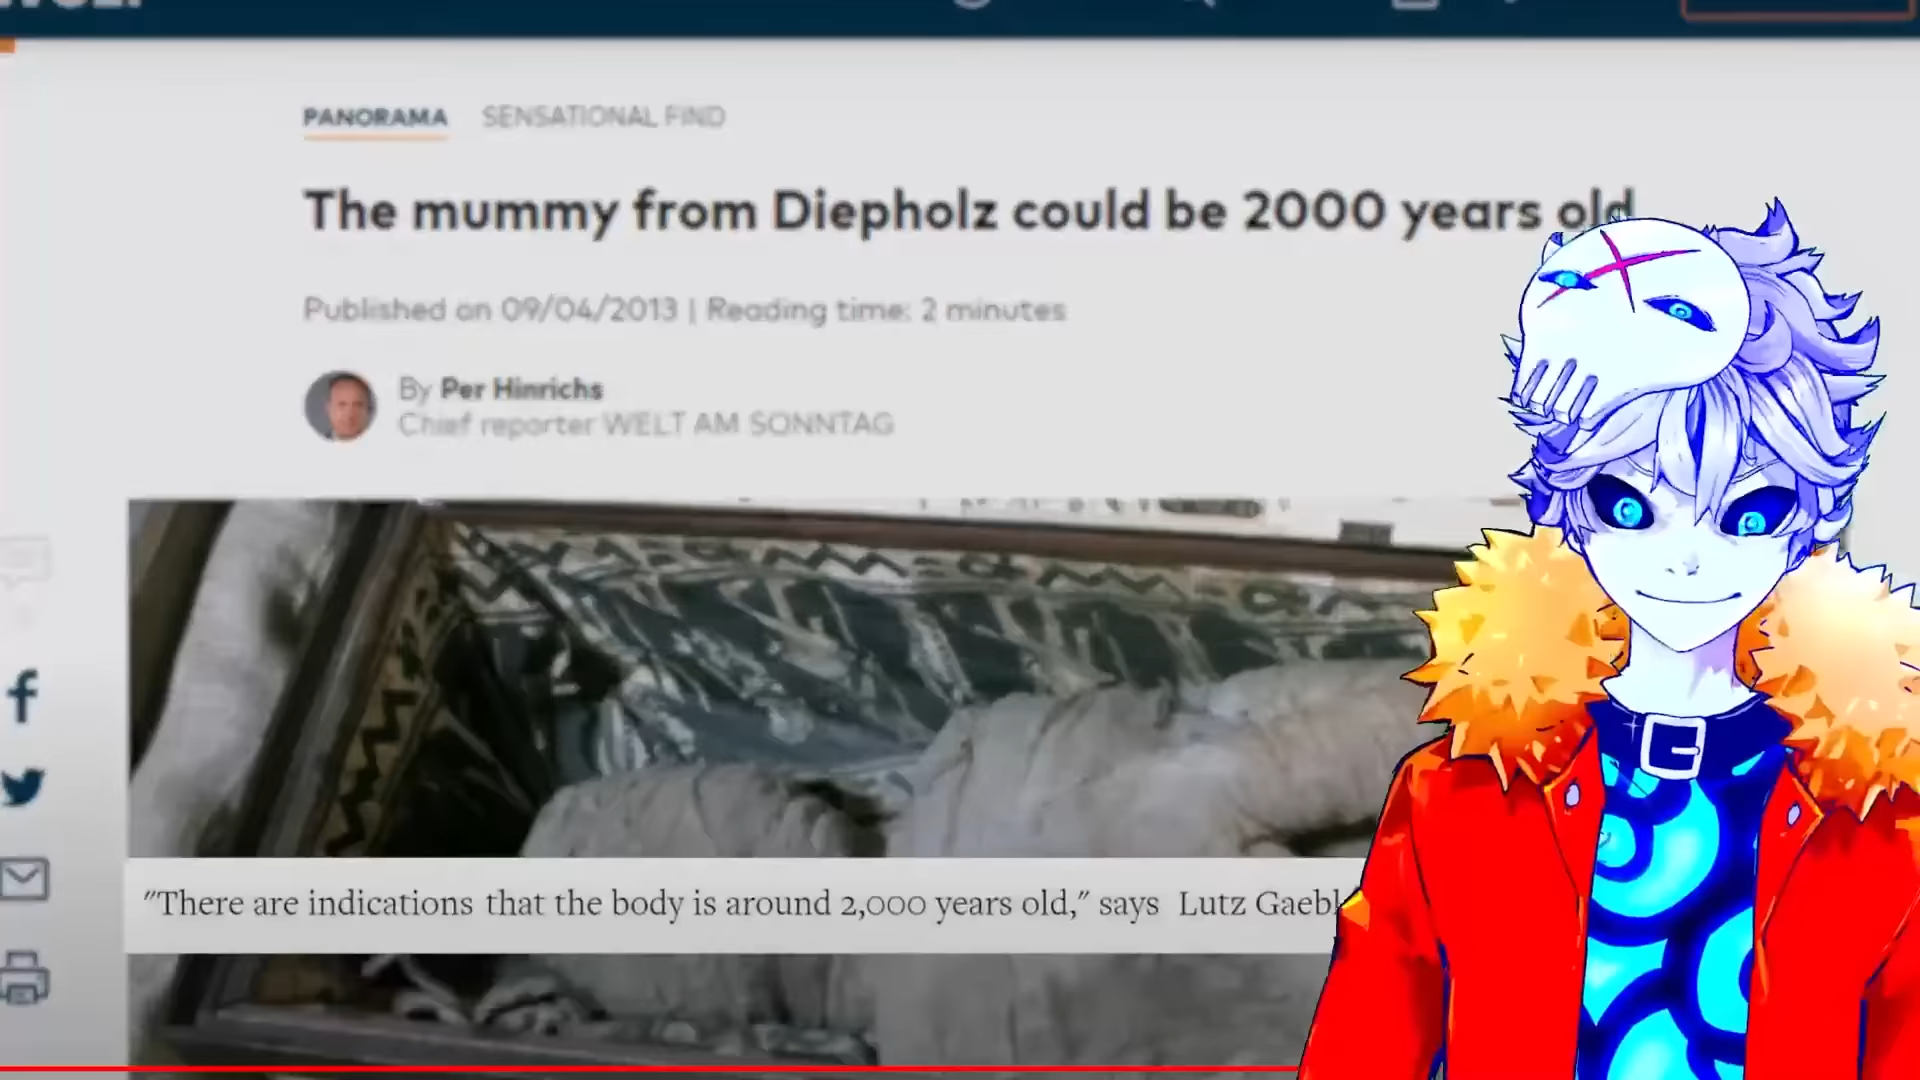 PANORAMA SENSATIONAL FIND
The mummy from Diepholz could be 2000 years old
Published on 09/04/2013 | Reading time: 2 minutes
By Per Hinrichs
Chief reporter WELT AM SONNTAG
"There are indications that the body is around 2,000 years old," says Lutz